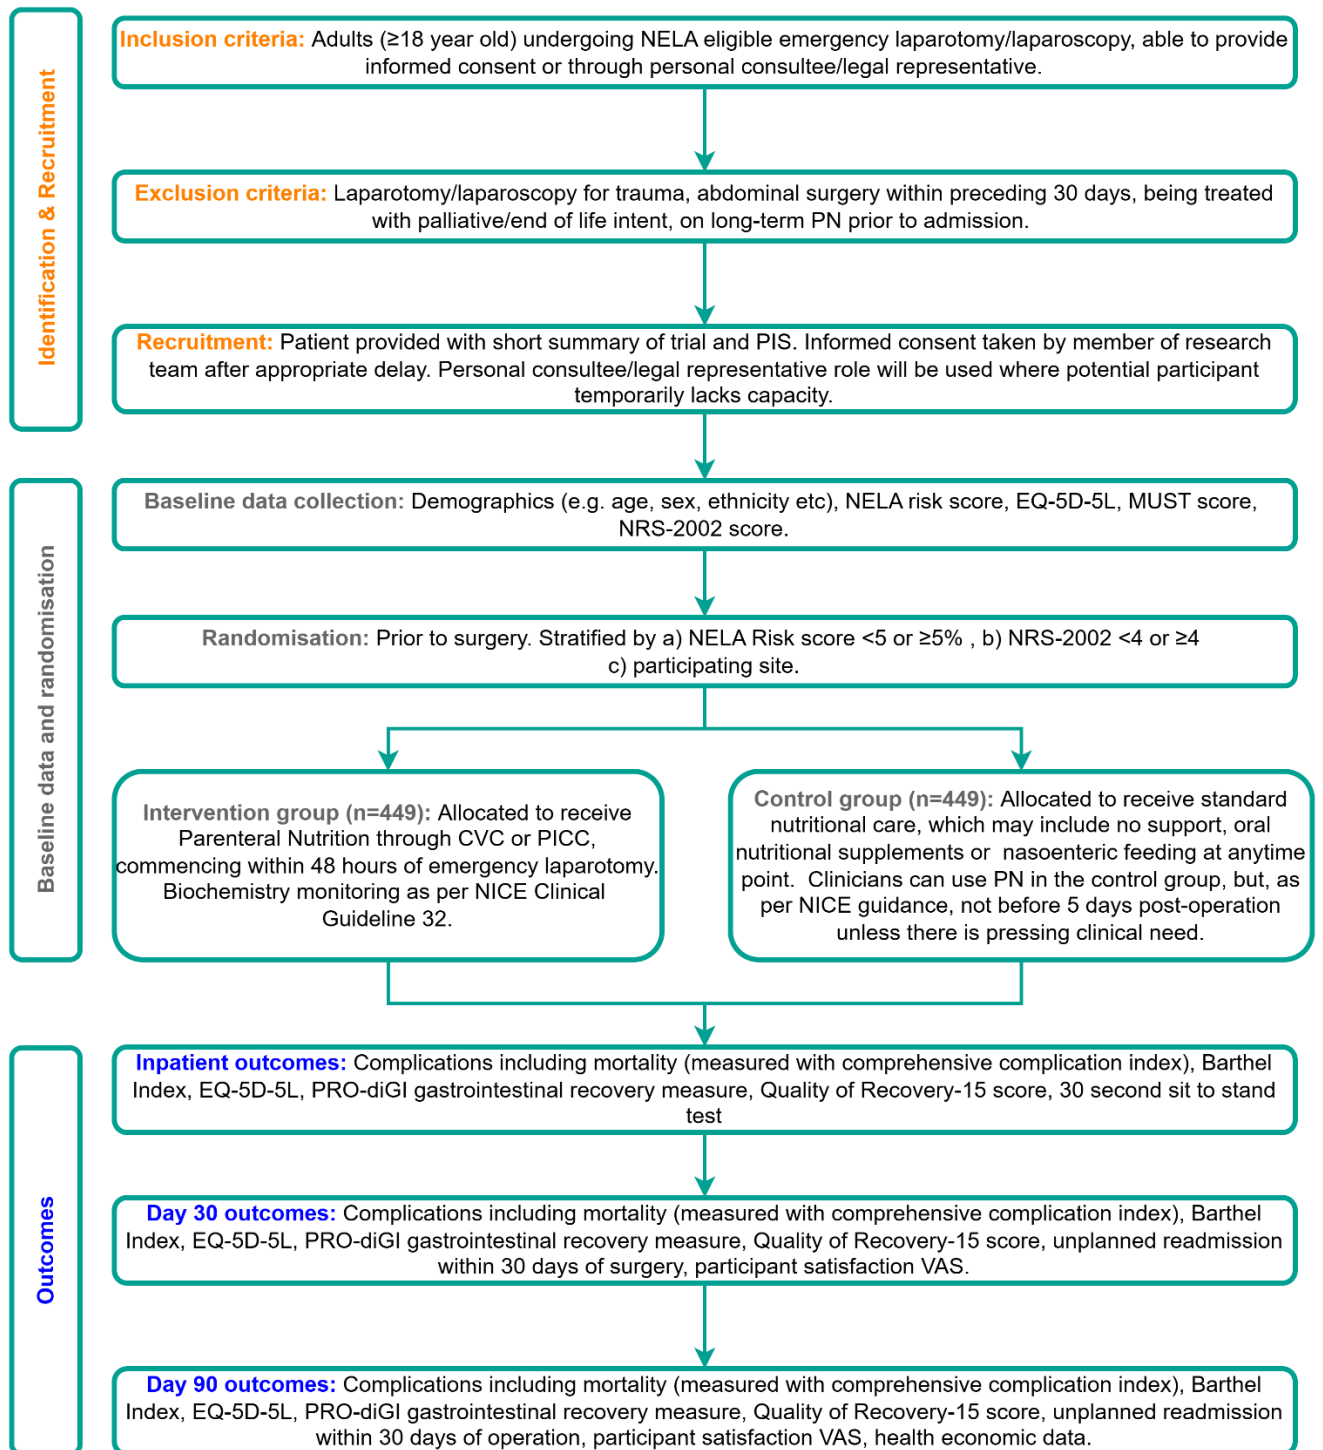 Identification & Recruitment
Inclusion criteria: Adults (≥18 year old) undergoing NELA eligible emergency laparotomy/laparoscopy, able to provide
informed consent or through personal consultee/legal representative.
Exclusion criteria: Laparotomy/laparoscopy for trauma, abdominal surgery within preceding 30 days, being treated
with palliative/end of life intent, on long-term PN prior to admission.
Recruitment: Patient provided with short summary of trial and PIS. Informed consent taken by member of research
team after appropriate delay. Personal consultee/legal representative role will be used where potential participant
temporarily lacks capacity.
Baseline data and randomisation
Baseline data collection: Demographics (e.g. age, sex, ethnicity etc), NELA risk score, EQ-5D-5L, MUST score,
NRS-2002 score.
Randomisation: Prior to surgery. Stratified by a) NELA Risk score <5 or ≥5% , b) NRS-2002 <4 or ≥4
c) participating site.
Intervention group (n=449): Allocated to receive
Parenteral Nutrition through CVC or PICC,
commencing within 48 hours of emergency laparotomy.
Biochemistry monitoring as per NICE Clinical
Guideline 32.
Control group (n=449): Allocated to receive standard
nutritional care, which may include no support, oral
nutritional supplements or nasoenteric feeding at anytime
point. Clinicians can use PN in the control group, but, as
per NICE guidance, not before 5 days post-operation
unless there is pressing clinical need.
Outcomes
Inpatient outcomes: Complications including mortality (measured with comprehensive complication index), Barthel
Index, EQ-5D-5L, PRO-diGI gastrointestinal recovery measure, Quality of Recovery-15 score, 30 second sit to stand
test
Day 30 outcomes: Complications including mortality (measured with comprehensive complication index), Barthel
Index, EQ-5D-5L, PRO-diGI gastrointestinal recovery measure, Quality of Recovery-15 score, unplanned readmission
within 30 days of surgery, participant satisfaction VAS.
Day 90 outcomes: Complications including mortality (measured with comprehensive complication index), Barthel
Index, EQ-5D-5L, PRO-diGI gastrointestinal recovery measure, Quality of Recovery-15 score, unplanned readmission
within 30 days of operation, participant satisfaction VAS, health economic data.